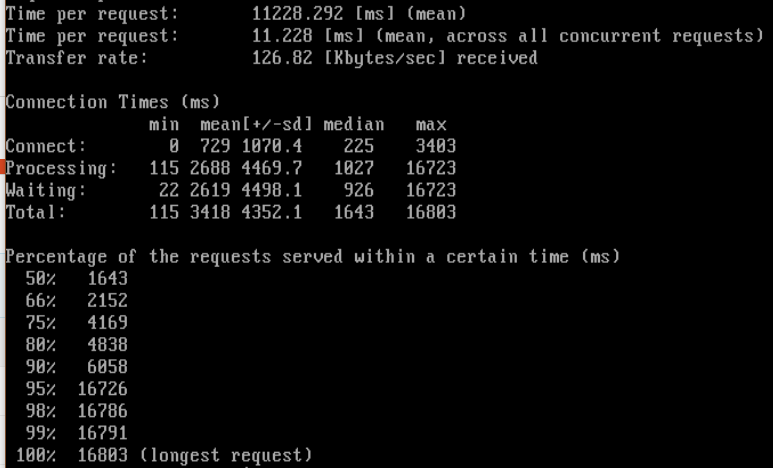 Time per request: 11228.292 [ms] (mean)
Time per request: 11.228 [ms] (mean, across all concurrent requests)
Transfer rate: 126.82 [Kbytes/sec] received
Connection Times (ms)
min mean[+/-sd] median max
Connect: 0 729 1070.4 225 3403
Processing: 115 2688 4469.7 1027 16723
Waiting: 22 2619 4498.1 926 16723
Total: 115 3418 4352.1 1643 16803
Percentage of the requests served within a certain time (ms)
50% 1643
66% 2152
75% 4169
80% 4838
90% 6058
95% 16726
98% 16786
99% 16791
100% 16803 (longest request)